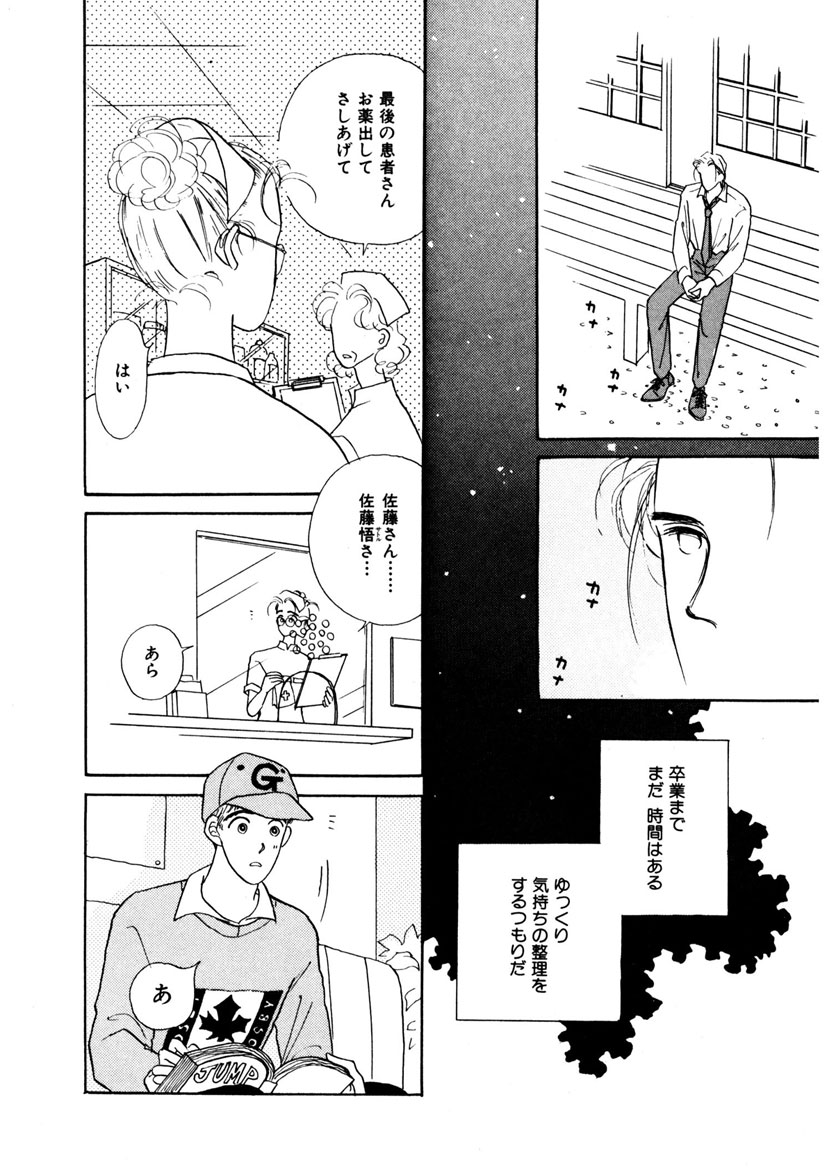 カナ
カナ
カナ
カナ
卒業まで
まだ 時間はある
ゆっくり
気持ちの整理を
するつもりだ
最後の患者さん
お薬出して
さしあげて
はい
佐藤さん……
佐藤悟さ…
さとる
あら
G
あ
JUMP